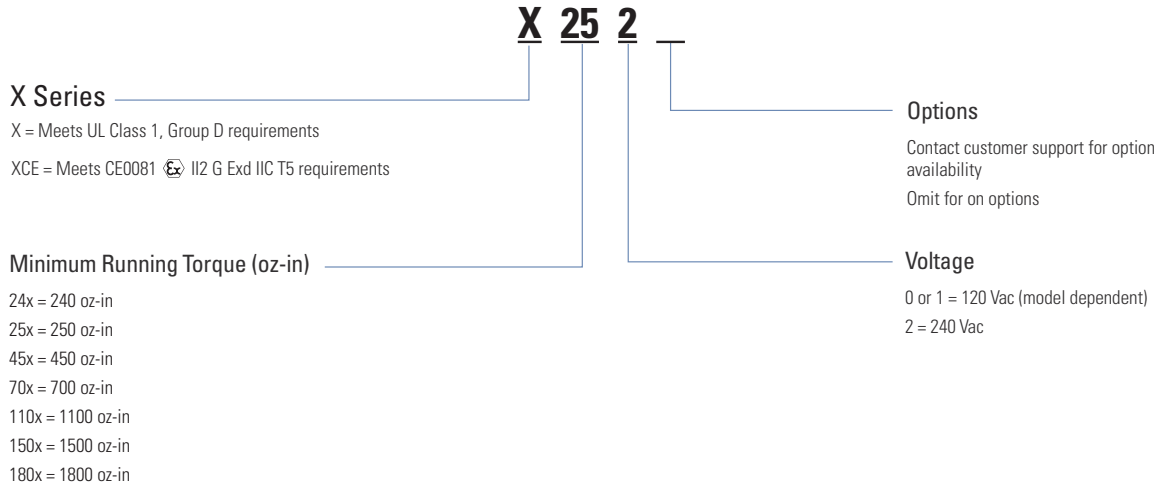 X 25 2 _
X Series
X = Meets UL Class 1, Group D requirements
XCE = Meets CE0081 Ex II2 G Exd IIC T5 requirements
Minimum Running Torque (oz-in)
24x = 240 oz-in
25x = 250 oz-in
45x = 450 oz-in
70x = 700 oz-in
110x = 1100 oz-in
150x = 1500 oz-in
180x = 1800 oz-in
Options
Contact customer support for option
availability
Omit for on options
Voltage
0 or 1 = 120 Vac (model dependent)
2 = 240 Vac